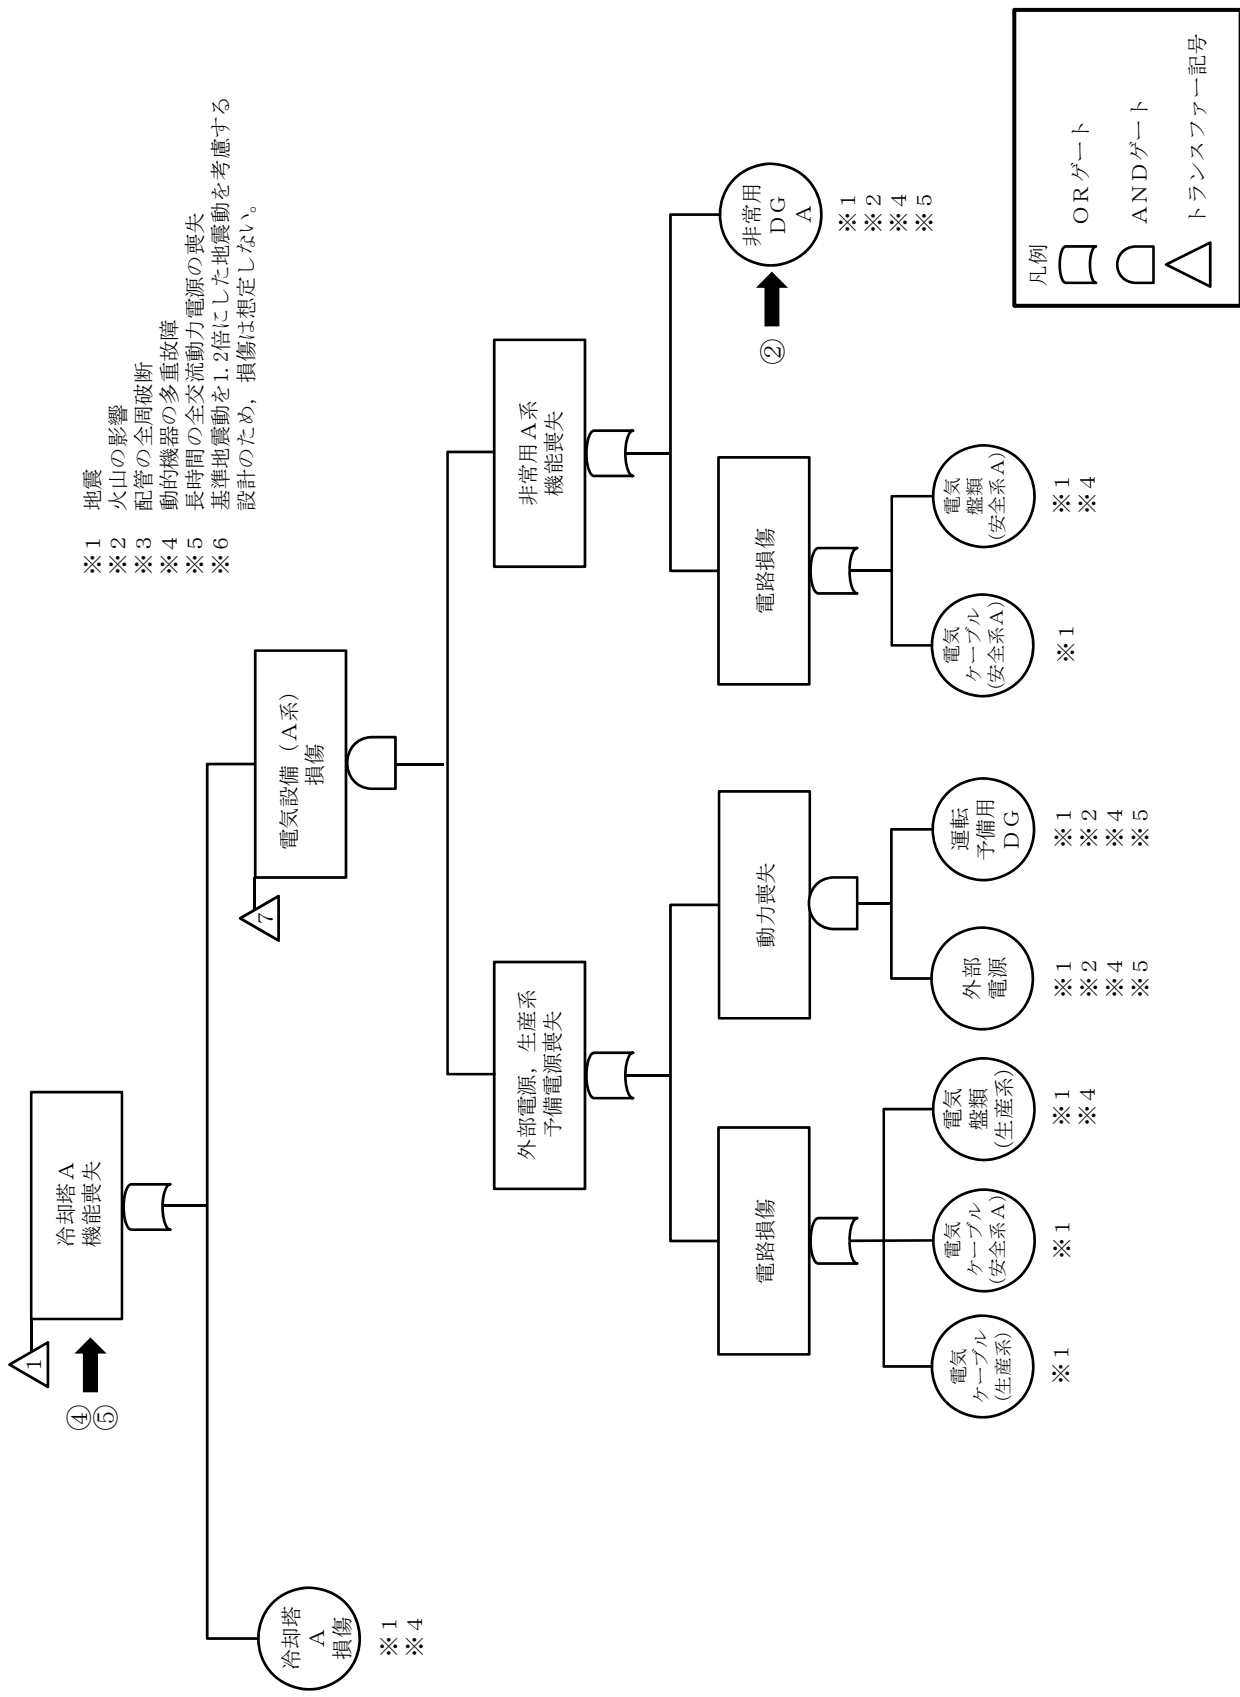 1
冷却塔A
機能喪失
④
⑤
※1 地震
※2 火山の影響
※3 配管の全周破断
※4 動的機器の多重故障
※5 長時間の全交流動力電源の喪失
※6 基準地震動を1.2倍にした地震動を考慮する
設計のため，損傷は想定しない。
冷却塔
A
損傷
※1
※4
7
電気設備（A系）
損傷
外部電源，生産系
予備電源喪失
非常用A系
機能喪失
電路損傷
動力喪失
電路損傷
②
非常用
DG
A
※1
※2
※4
※5
電気
ケーブル
(生産系)
※1
電気
ケーブル
(安全系A)
※1
電気
盤類
(生産系)
※1
※4
外部
電源
※1
※2
※4
※5
運転
予備用
DG
※1
※2
※4
※5
電気
ケーブル
(安全系A)
※1
電気
盤類
(安全系A)
※1
※4
凡例
ORゲート
ANDゲート
トランスファー記号